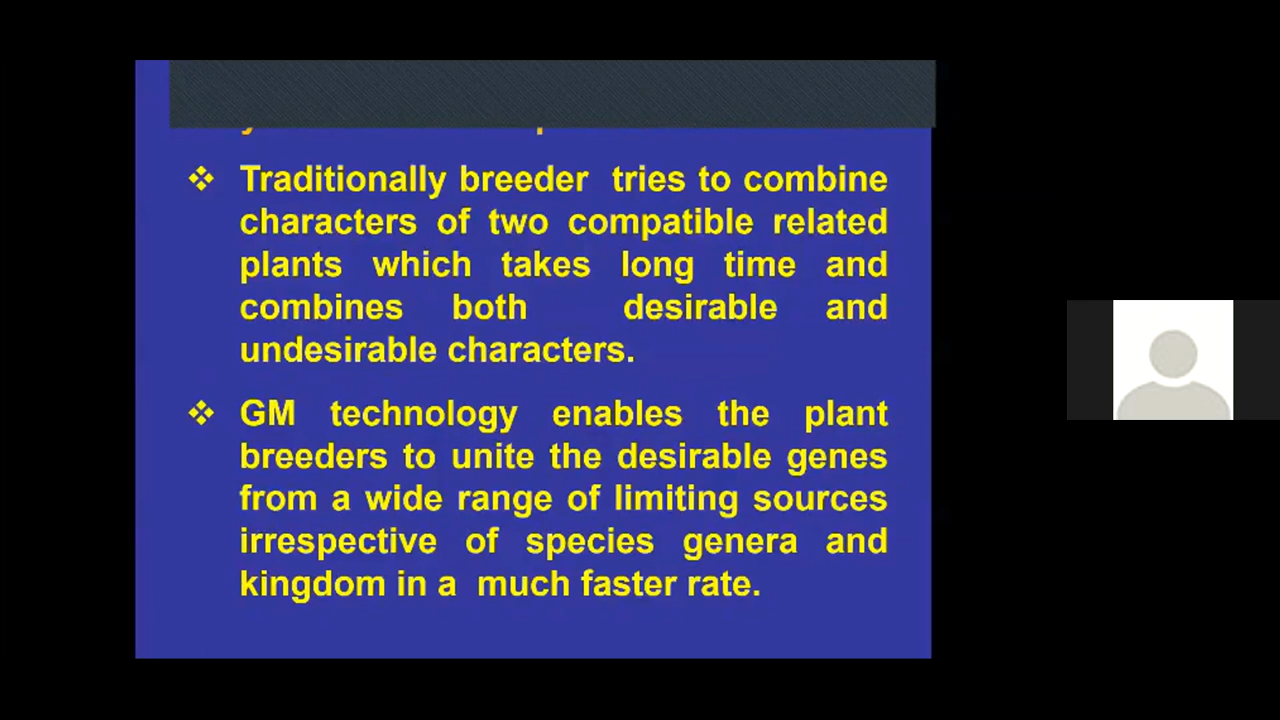 ❖ Traditionally breeder tries to combine
characters of two compatible related
plants which takes long time and
combines both desirable and
undesirable characters.
❖ GM technology enables the plant
breeders to unite the desirable genes
from a wide range of limiting sources
irrespective of species genera and
kingdom in a much faster rate.